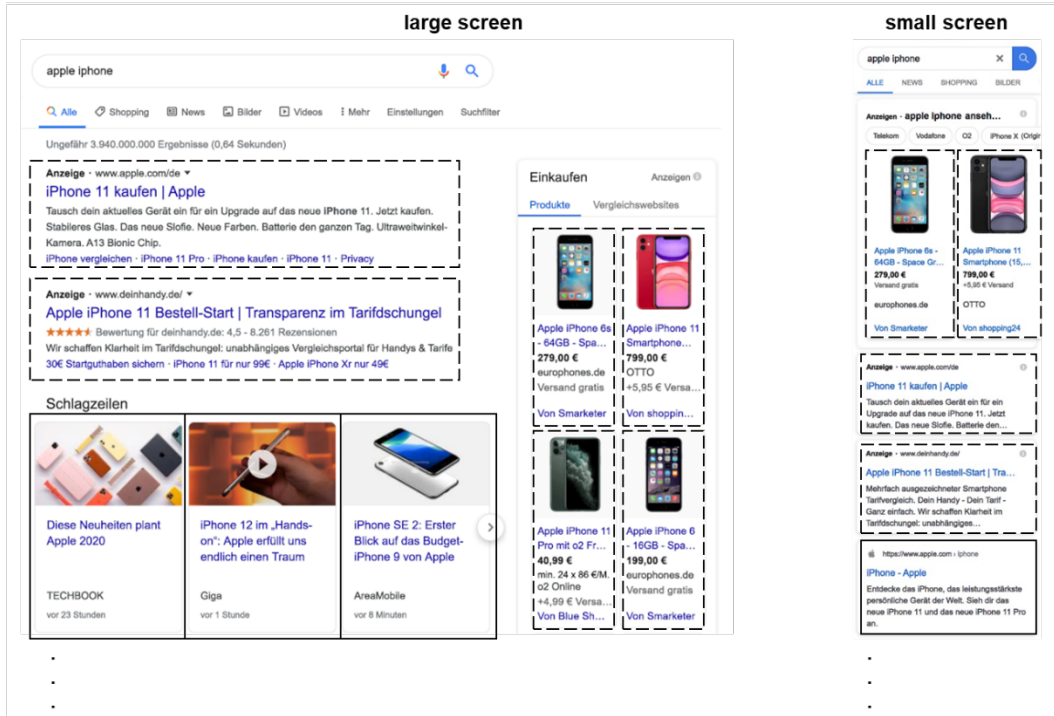 large screen
apple iphone
Alle Shopping News Bilder Videos Mehr Einstellungen Suchfilter
Ungefähr 3.940.000.000 Ergebnisse (0,64 Sekunden)
Anzeige · www.apple.com/de
iPhone 11 kaufen | Apple
Tausch dein aktuelles Gerät ein für ein Upgrade auf das neue iPhone 11. Jetzt kaufen.
Stabileres Glas. Das neue Slofie. Neue Farben. Batterie den ganzen Tag. Ultraweitwinkel-
Kamera. A13 Bionic Chip.
iPhone vergleichen · iPhone 11 Pro · iPhone kaufen · iPhone 11 · Privacy
Anzeige · www.deinhandy.de/
Apple iPhone 11 Bestell-Start | Transparenz im Tarifdschungel
Bewertung für deinhandy.de: 4,5 - 8.261 Rezensionen
Wir schaffen Klarheit im Tarifdschungel: unabhängiges Vergleichsportal für Handys & Tarife
30€ Startguthaben sichern · iPhone 11 für nur 99€ · Apple iPhone Xr nur 49€
Schlagzeilen
Diese Neuheiten plant
Apple 2020
TECHBOOK
vor 23 Stunden
iPhone 12 im „Hands-
on“: Apple erfüllt uns
endlich einen Traum
Giga
vor 1 Stunde
iPhone SE 2: Erster
Blick auf das Budget-
iPhone 9 von Apple
AreaMobile
vor 8 Minuten
Einkaufen Anzeigen
Produkte Vergleichswebsites
Apple iPhone 6s
- 64GB - Spa...
279,00 €
europhones.de
Versand gratis
Von Smarketer
Apple iPhone 11
Smartphone...
799,00 €
OTTO
+5,95 € Versa...
Von shoppin...
Apple iPhone 11
Pro mit o2 Fr...
40,99 €
min. 24 x 86 €/M.
o2 Online
+4,99 € Versa...
Von Blue Sh...
Apple iPhone 6
- 16GB - Spa...
199,00 €
europhones.de
Versand gratis
Von Smarketer
small screen
apple iphone
ALLE NEWS SHOPPING BILDER
Anzeigen · apple iphone anseh...
Telekom Vodafone O2 iPhone X (Origin
Apple iPhone 6s -
64GB - Space Gr...
279,00 €
Versand gratis
europhones.de
Von Smarketer
Apple iPhone 11
Smartphone (15,...
799,00 €
+5,95 € Versand
OTTO
Von shopping24
Anzeige · www.apple.com/de
iPhone 11 kaufen | Apple
Tausch dein aktuelles Gerät ein für ein
Upgrade auf das neue iPhone 11. Jetzt
kaufen. Das neue Slofie. Batterie den...
Anzeige · www.deinhandy.de/
Apple iPhone 11 Bestell-Start | Tra...
Mehrfach ausgezeichneter Smartphone
Tarifvergleich. Dein Handy - Dein Tarif -
Ganz einfach. Wir schaffen Klarheit im
Tarifdschungel: unabhängiges...
https://www.apple.com › iphone
iPhone - Apple
Entdecke das iPhone, das leistungsstärkste
persönliche Gerät der Welt. Sieh dir das
neue iPhone 11 und das neue iPhone 11 Pro
an.